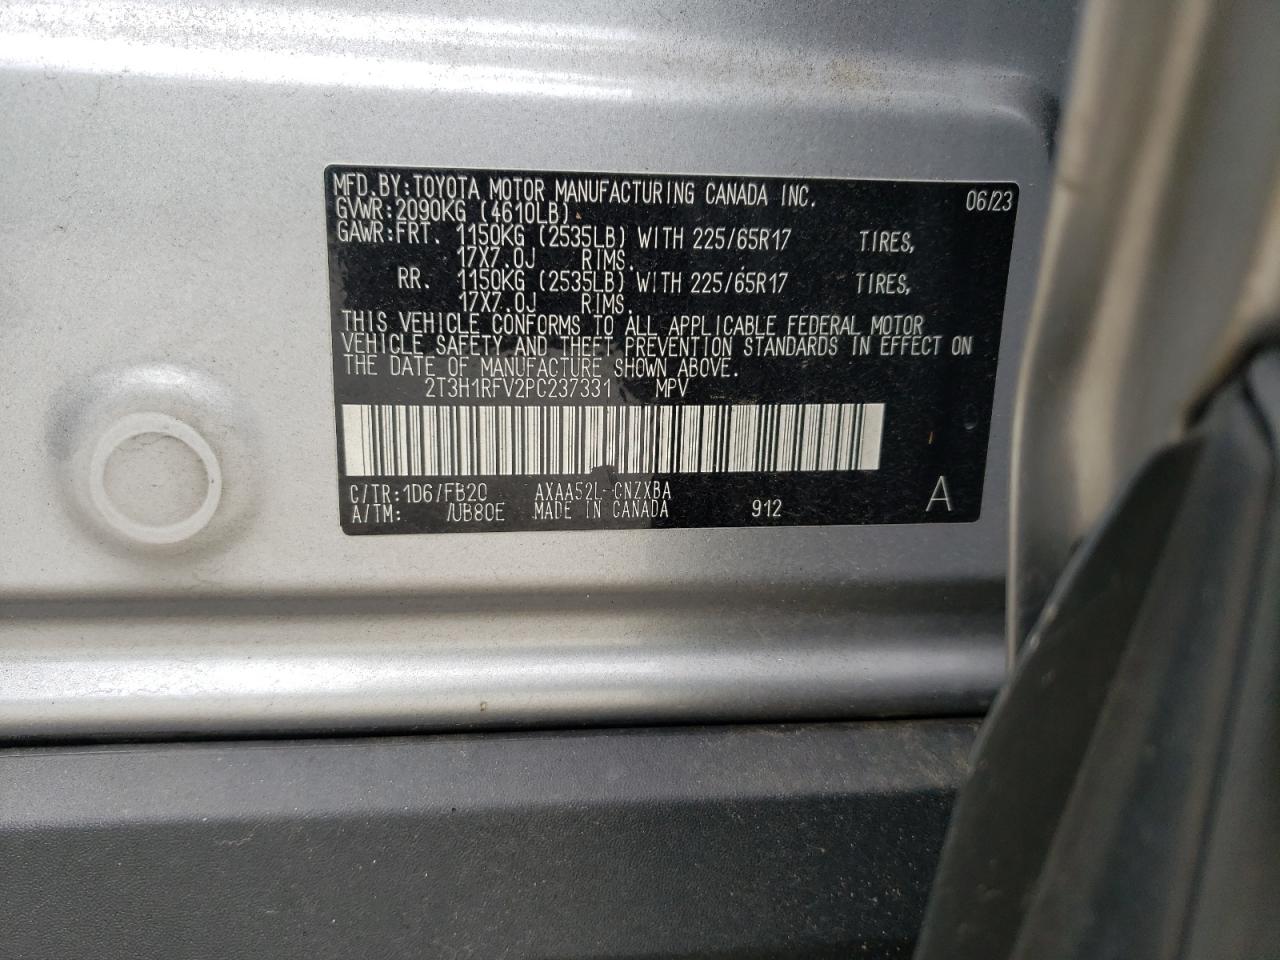 MFD.BY:TOYOTA MOTOR MANUFACTURING CANADA INC. 06/23
GVWR:2090KG (4610LB)
GAWR:FRT. 1150KG (2535LB) WITH 225/65R17 TIRES,
17X7.0J RIMS.
RR. 1150KG (2535LB) WITH 225/65R17 TIRES,
17X7.0J RIMS.
THIS VEHICLE CONFORMS TO ALL APPLICABLE FEDERAL MOTOR
VEHICLE SAFETY AND THEFT PREVENTION STANDARDS IN EFFECT ON
THE DATE OF MANUFACTURE SHOWN ABOVE.
2T3H1RFV2PC237331 MPV
C/TR:1D6/FB20 AXAA52L-CNZXBA
A/TM: /UB80E MADE IN CANADA 912 A